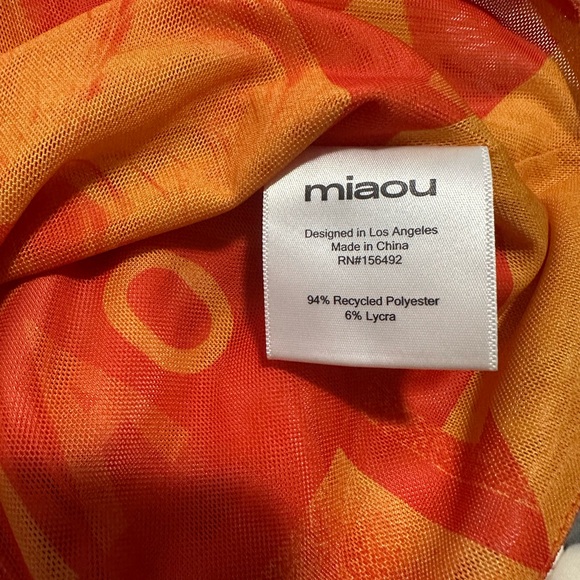 miaou
Designed in Los Angeles
Made in China
RN#156492
94% Recycled Polyester
6% Lycra